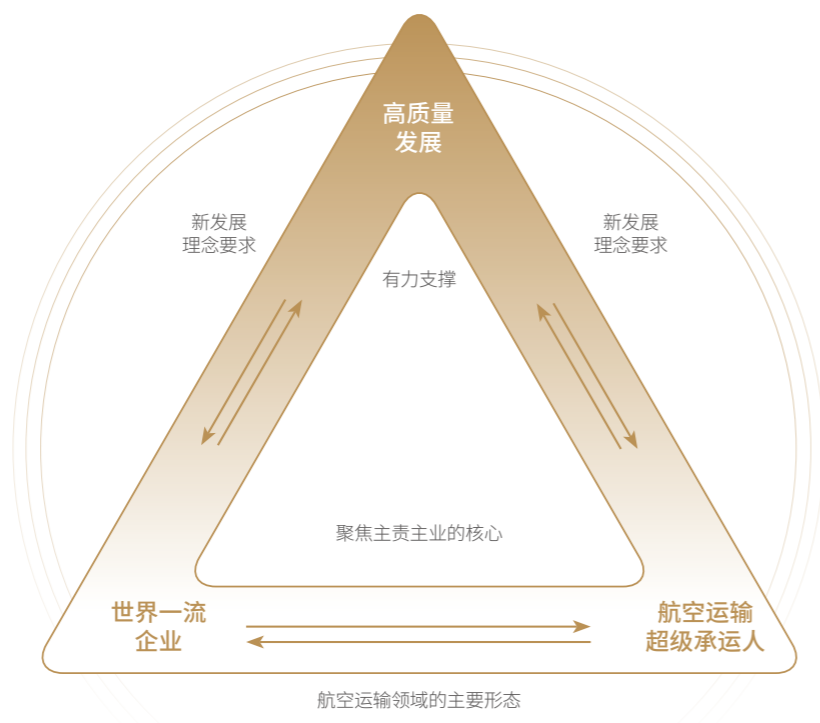 高质量
发展
新发展
理念要求
新发展
理念要求
有力支撑
聚焦主责主业的核心
世界一流
企业
航空运输
超级承运人
航空运输领域的主要形态